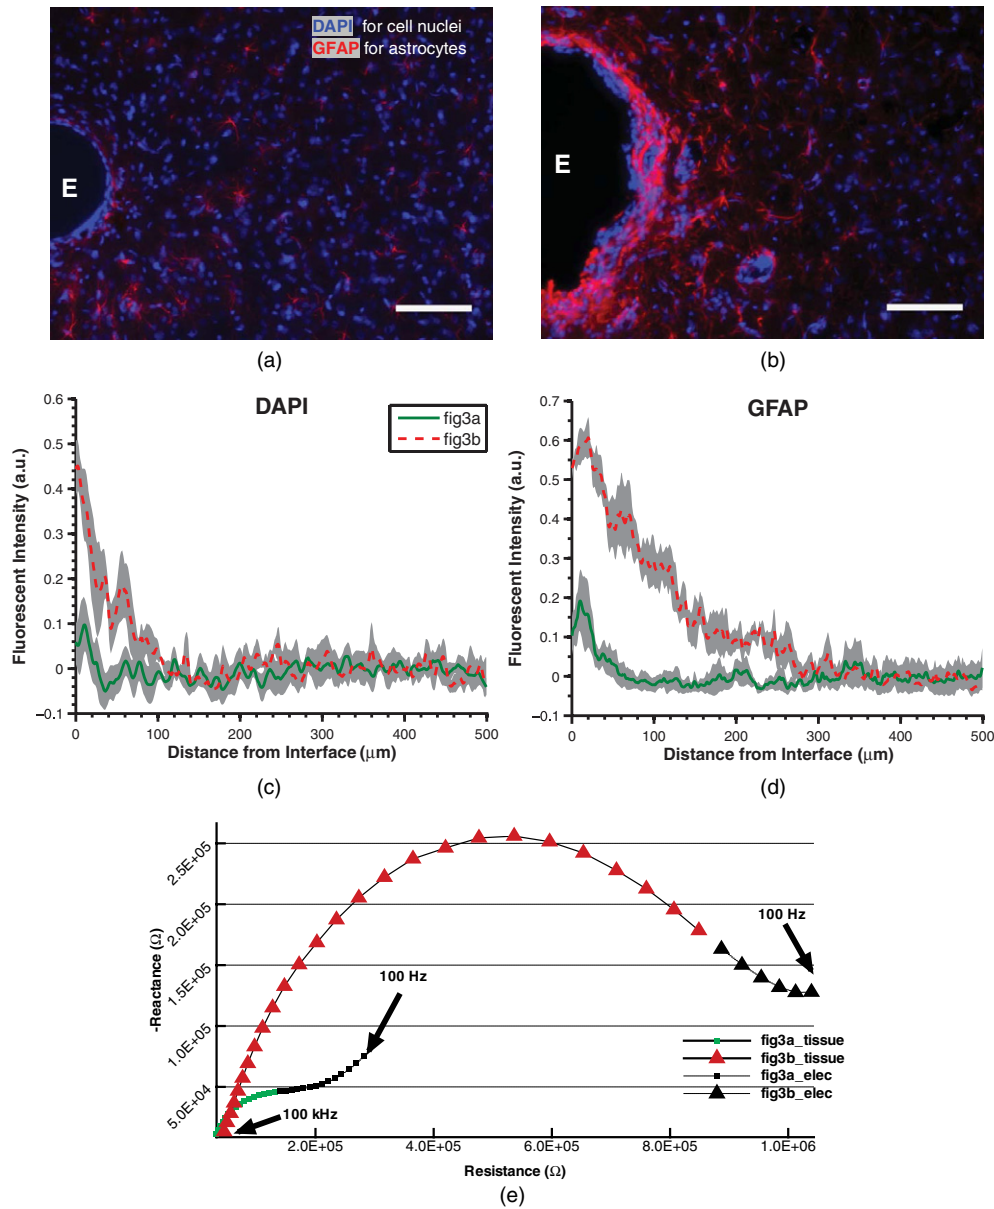 DAPI for cell nuclei
GFAP for astrocytes
E
E
(a)
(b)
DAPI
fig3a
fig3b
0.6
0.5
0.4
0.3
0.2
0.1
0
–0.1
Fluorescent Intensity (a.u.)
0
100
200
300
400
500
Distance from Interface (μm)
(c)
GFAP
0.7
0.6
0.5
0.4
0.3
0.2
0.1
0
–0.1
Fluorescent Intensity (a.u.)
0
100
200
300
400
500
Distance from Interface (μm)
(d)
2.5E+05
2.0E+05
1.5E+05
1.0E+05
5.0E+04
-Reactance (Ω)
100 Hz
100 Hz
100 kHz
fig3a_tissue
fig3b_tissue
fig3a_elec
fig3b_elec
2.0E+05
4.0E+05
6.0E+05
8.0E+05
1.0E+06
Resistance (Ω)
(e)